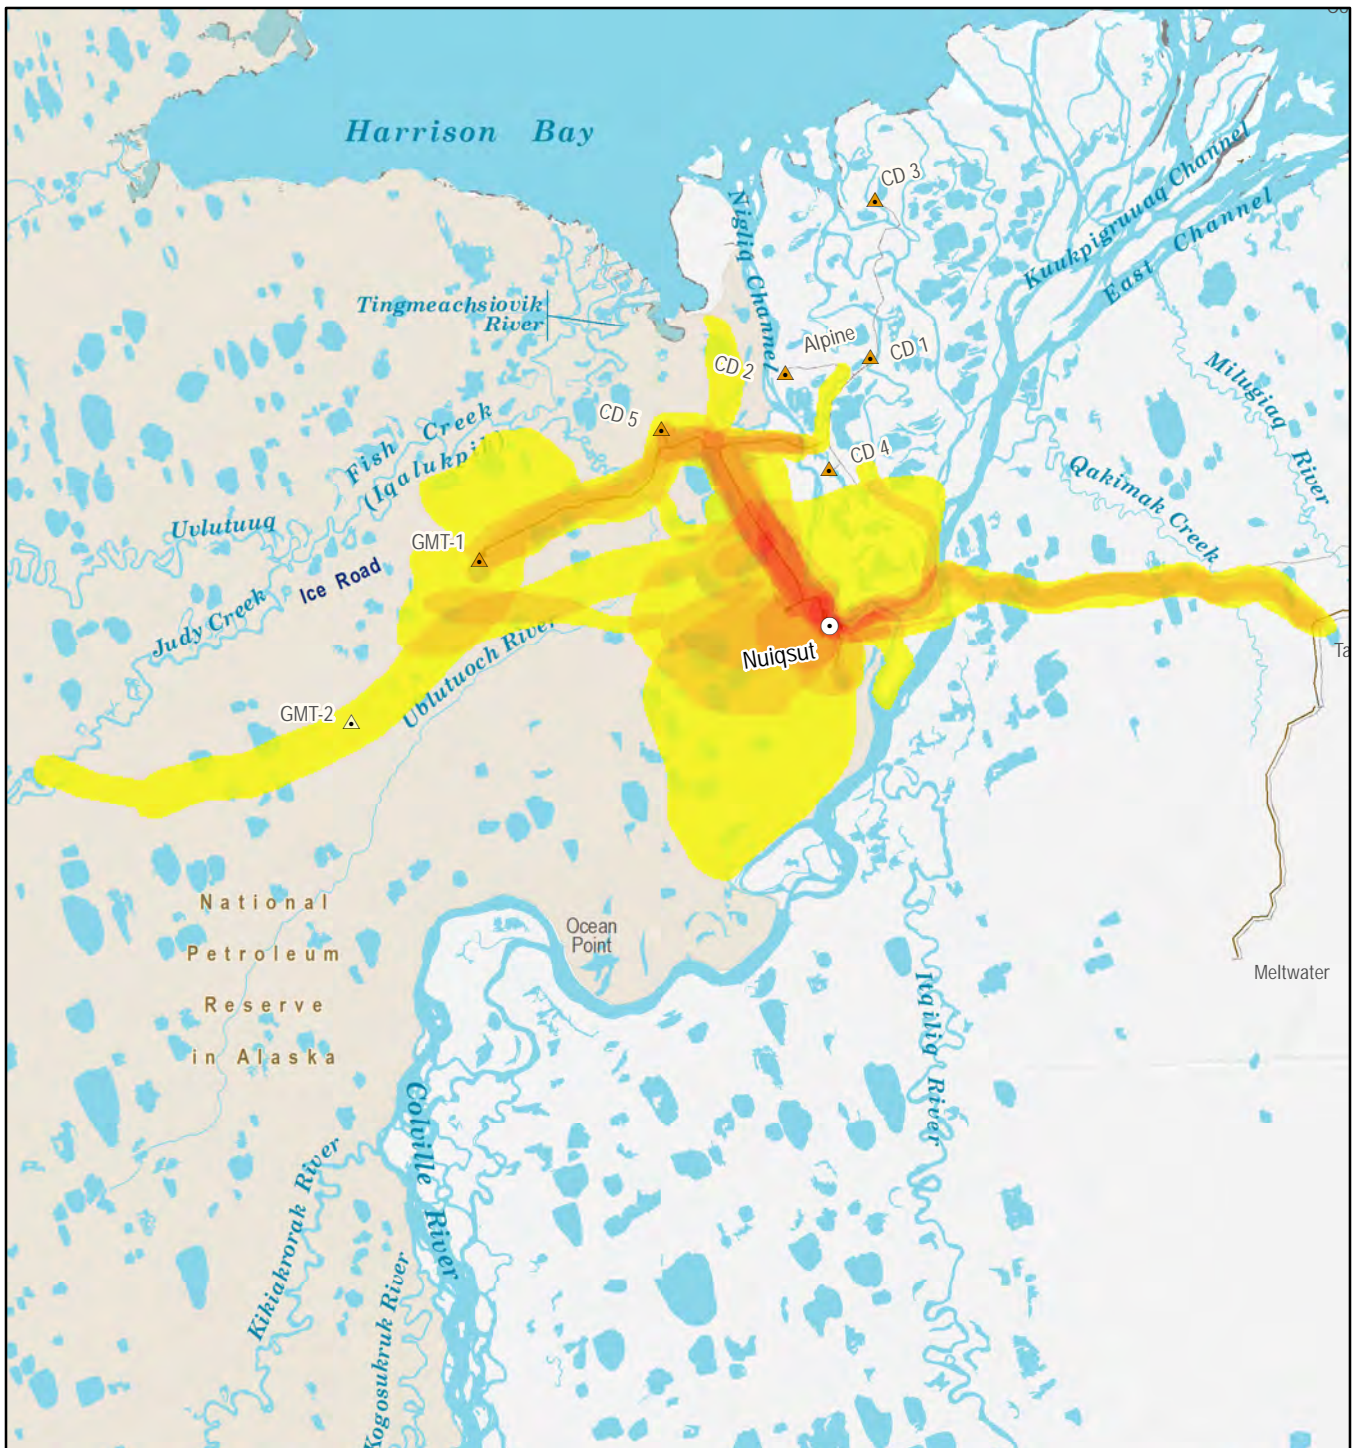 Harrison Bay
CD 3
Nigliq Channel
Kuukpigruuaq Channel
East Channel
Tingmeachsiovik
River
Alpine
CD 1
CD 2
Milugiaq River
CD 5
Fish Creek
(Iqalukpik)
CD 4
Qakimak Creek
Uvlutuuq
GMT-1
Ice Road
Judy Creek
Ublutuoch River
Nuiqsut
Ta
GMT-2
National
Petroleum
Reserve
in Alaska
Ocean
Point
Meltwater
Itqiliq River
Colville River
Kikiakrorak River
Kogosukruk River